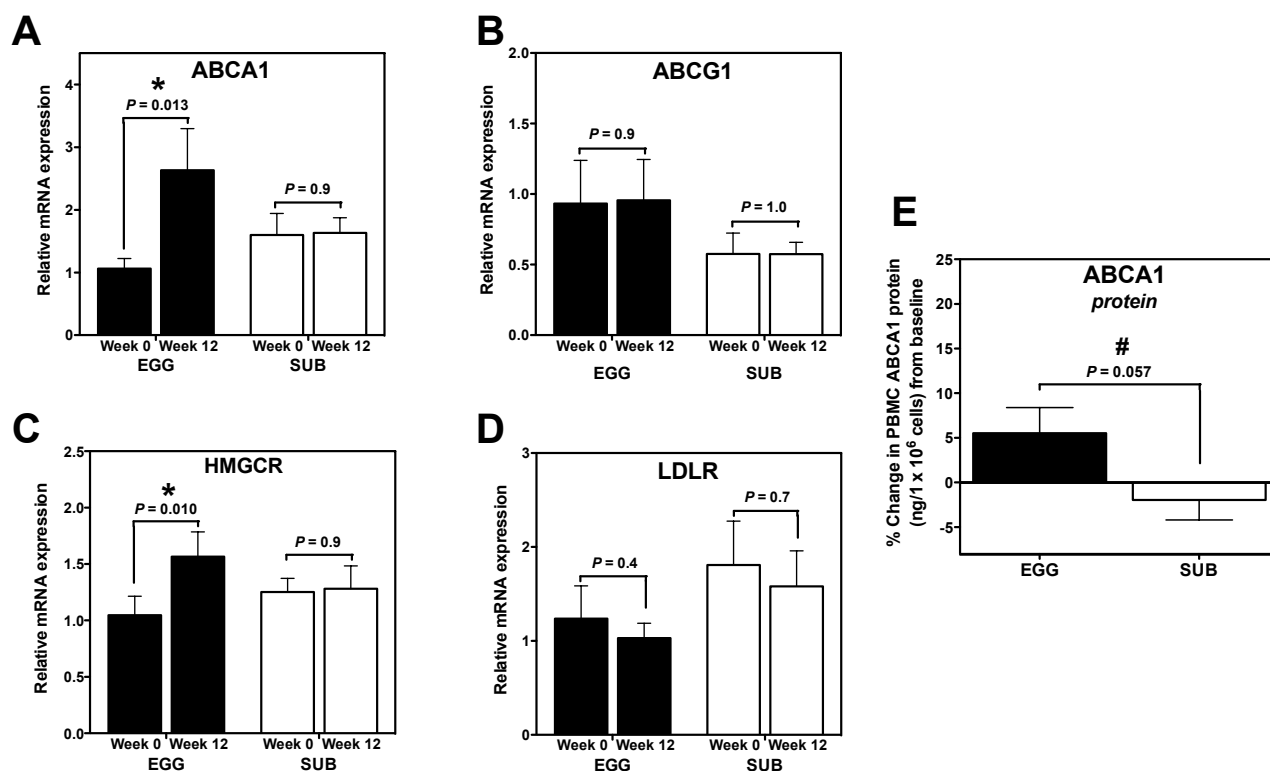 A
ABCA1
*
P = 0.013
P = 0.9
Relative mRNA expression
4
3
2
1
0
Week 0 Week 12 Week 0 Week 12
EGG SUB
B
ABCG1
P = 0.9
P = 1.0
Relative mRNA expression
2.0
1.5
1.0
0.5
0.0
Week 0 Week 12 Week 0 Week 12
EGG SUB
C
HMGCR
*
P = 0.010
P = 0.9
Relative mRNA expression
2.5
2.0
1.5
1.0
0.5
0.0
Week 0 Week 12 Week 0 Week 12
EGG SUB
D
LDLR
P = 0.4
P = 0.7
Relative mRNA expression
3
2
1
0
Week 0 Week 12 Week 0 Week 12
EGG SUB
E
ABCA1
protein
#
P = 0.057
% Change in PBMC ABCA1 protein
(ng/1 x 10⁶ cells) from baseline
25
20
15
10
5
0
-5
EGG SUB